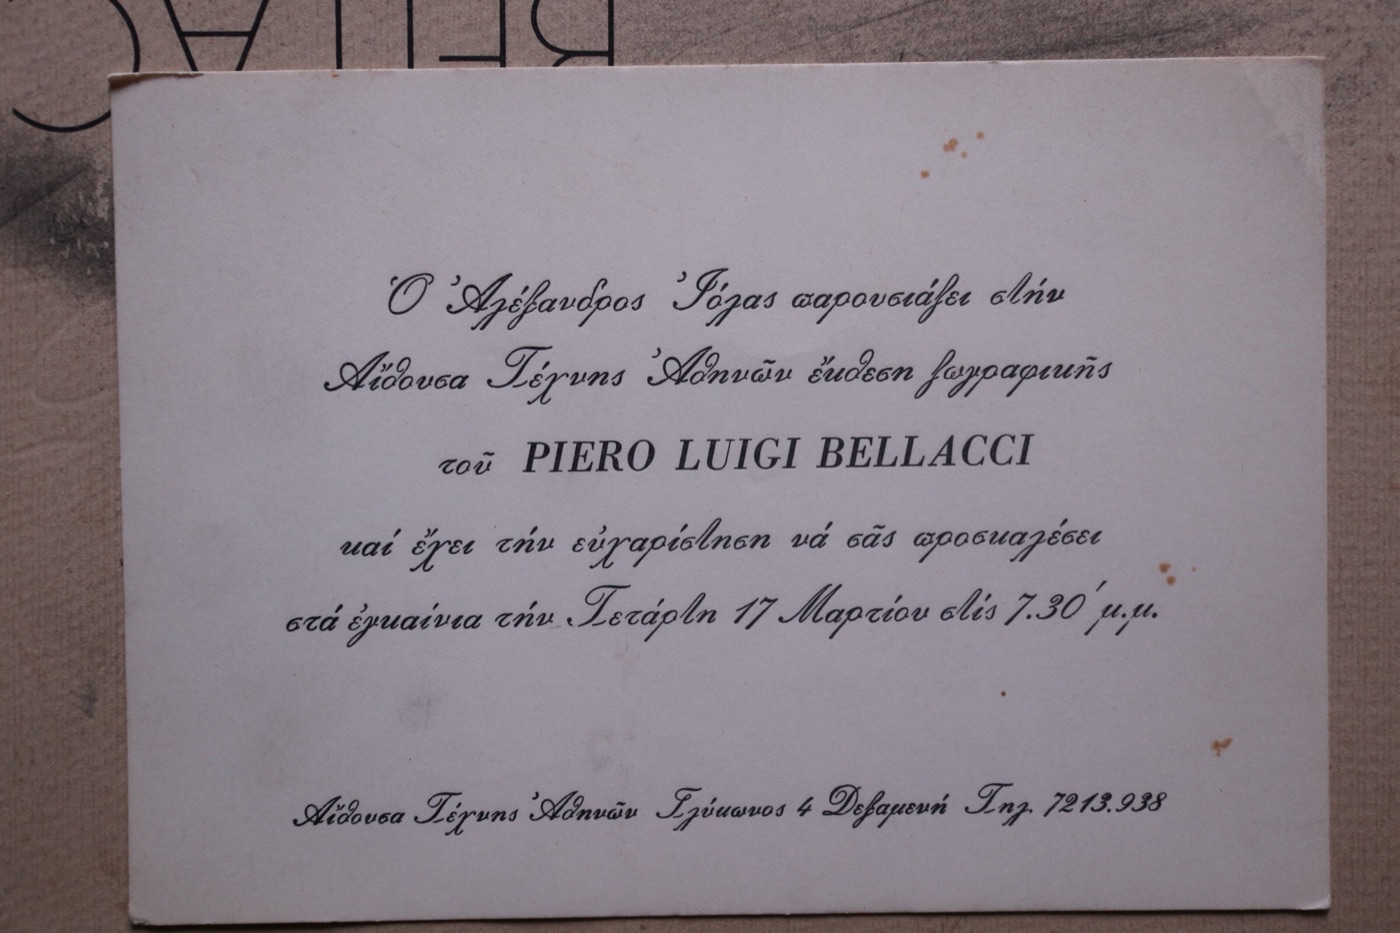 Ὁ Ἀλέξανδρος Ἰόλας παρουσιάζει στήν
Αἴθουσα Τέχνης Ἀθηνῶν ἔκθεση ζωγραφικῆς
τοῦ PIERO LUIGI BELLACCI
καί ἔχει τήν εὐχαρίστηση νά σᾶς προσκαλέσει
στά ἐγκαίνια τήν Τετάρτη 17 Μαρτίου στίς 7.30΄ μ.μ.
Αἴθουσα Τέχνης Ἀθηνῶν Γλύκωνος 4 Δεξαμενή Τηλ. 7213.938